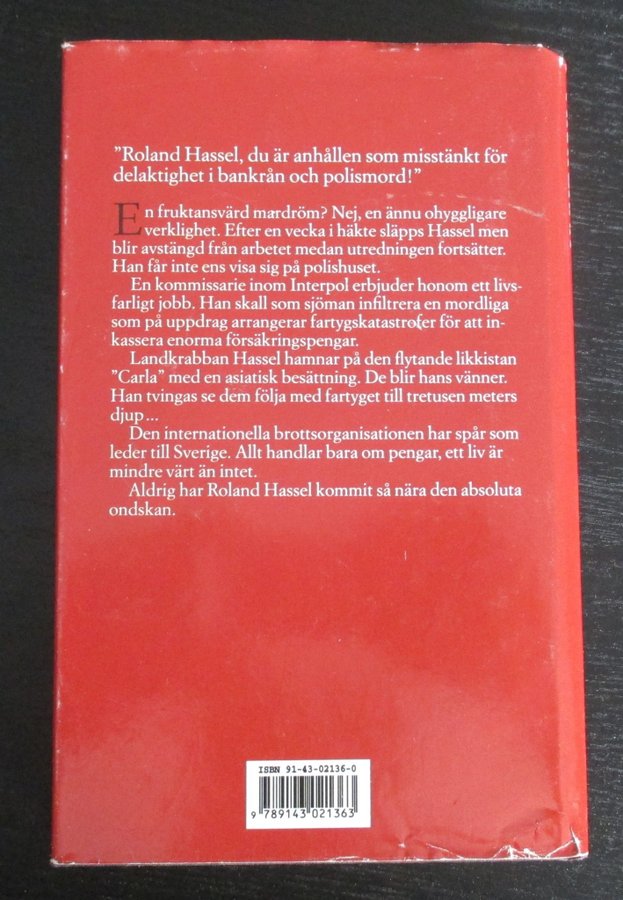 ”Roland Hassel, du är anhållen som misstänkt för
delaktighet i bankrån och polismord!”
En fruktansvärd mardröm? Nej, en ännu ohyggligare
verklighet. Efter en vecka i häkte släpps Hassel men
blir avstängd från arbetet medan utredningen fortsätter.
Han får inte ens visa sig på polishuset.
En kommissarie inom Interpol erbjuder honom ett livs-
farligt jobb. Han skall som sjöman infiltrera en mordliga
som på uppdrag arrangerar fartygskatastrofer för att in-
kassera enorma försäkringspengar.
Landkrabban Hassel hamnar på den flytande likkistan
”Carla” med en asiatisk besättning. De blir hans vänner.
Han tvingas se dem följa med fartyget till tretusen meters
djup...
Den internationella brottsorganisationen har spår som
leder till Sverige. Allt handlar bara om pengar, ett liv är
mindre värt än intet.
Aldrig har Roland Hassel kommit så nära den absoluta
ondskan.
ISBN 91-43-02136-0
9 789143 021363